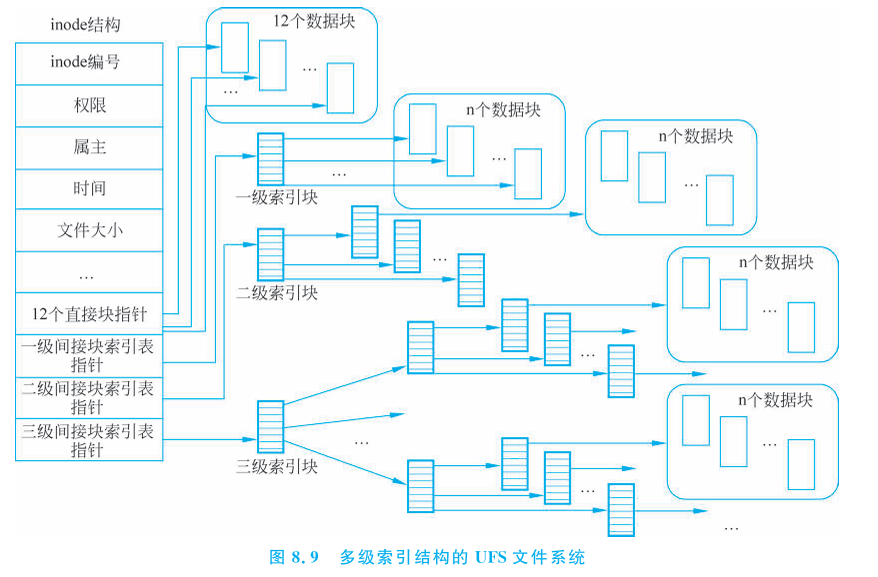 inode结构
inode编号
权限
属主
时间
文件大小
…
12个直接块指针
一级间接块索引表
指针
二级间接块索引表
指针
三级间接块索引表
指针
12个数据块
…
…
n个数据块
…
…
一级索引块
n个数据块
…
…
二级索引块
n个数据块
…
…
…
三级索引块
n个数据块
…
…
…
图 8.9 多级索引结构的 UFS 文件系统